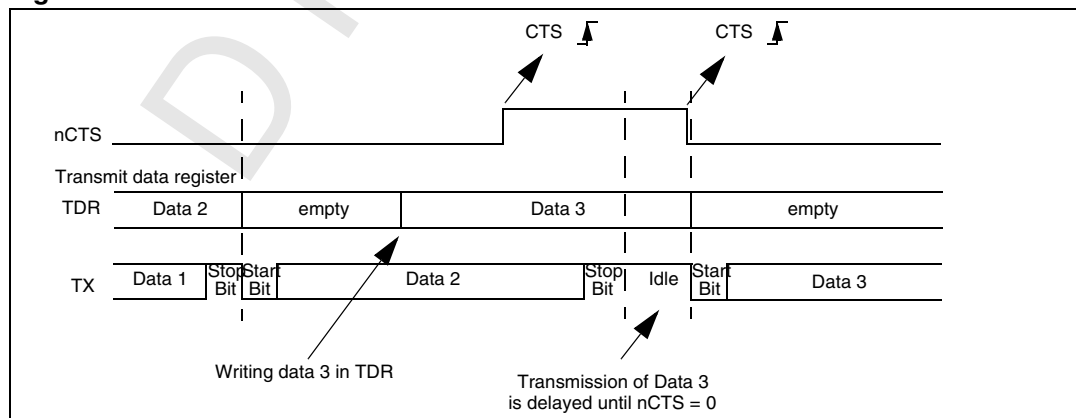 CTS CTS
nCTS
Transmit data register
TDR Data 2 empty Data 3 empty
TX Data 1 Stop Bit Start Bit Data 2 Stop Bit Idle Start Bit Data 3
Writing data 3 in TDR
Transmission of Data 3
is delayed until nCTS = 0